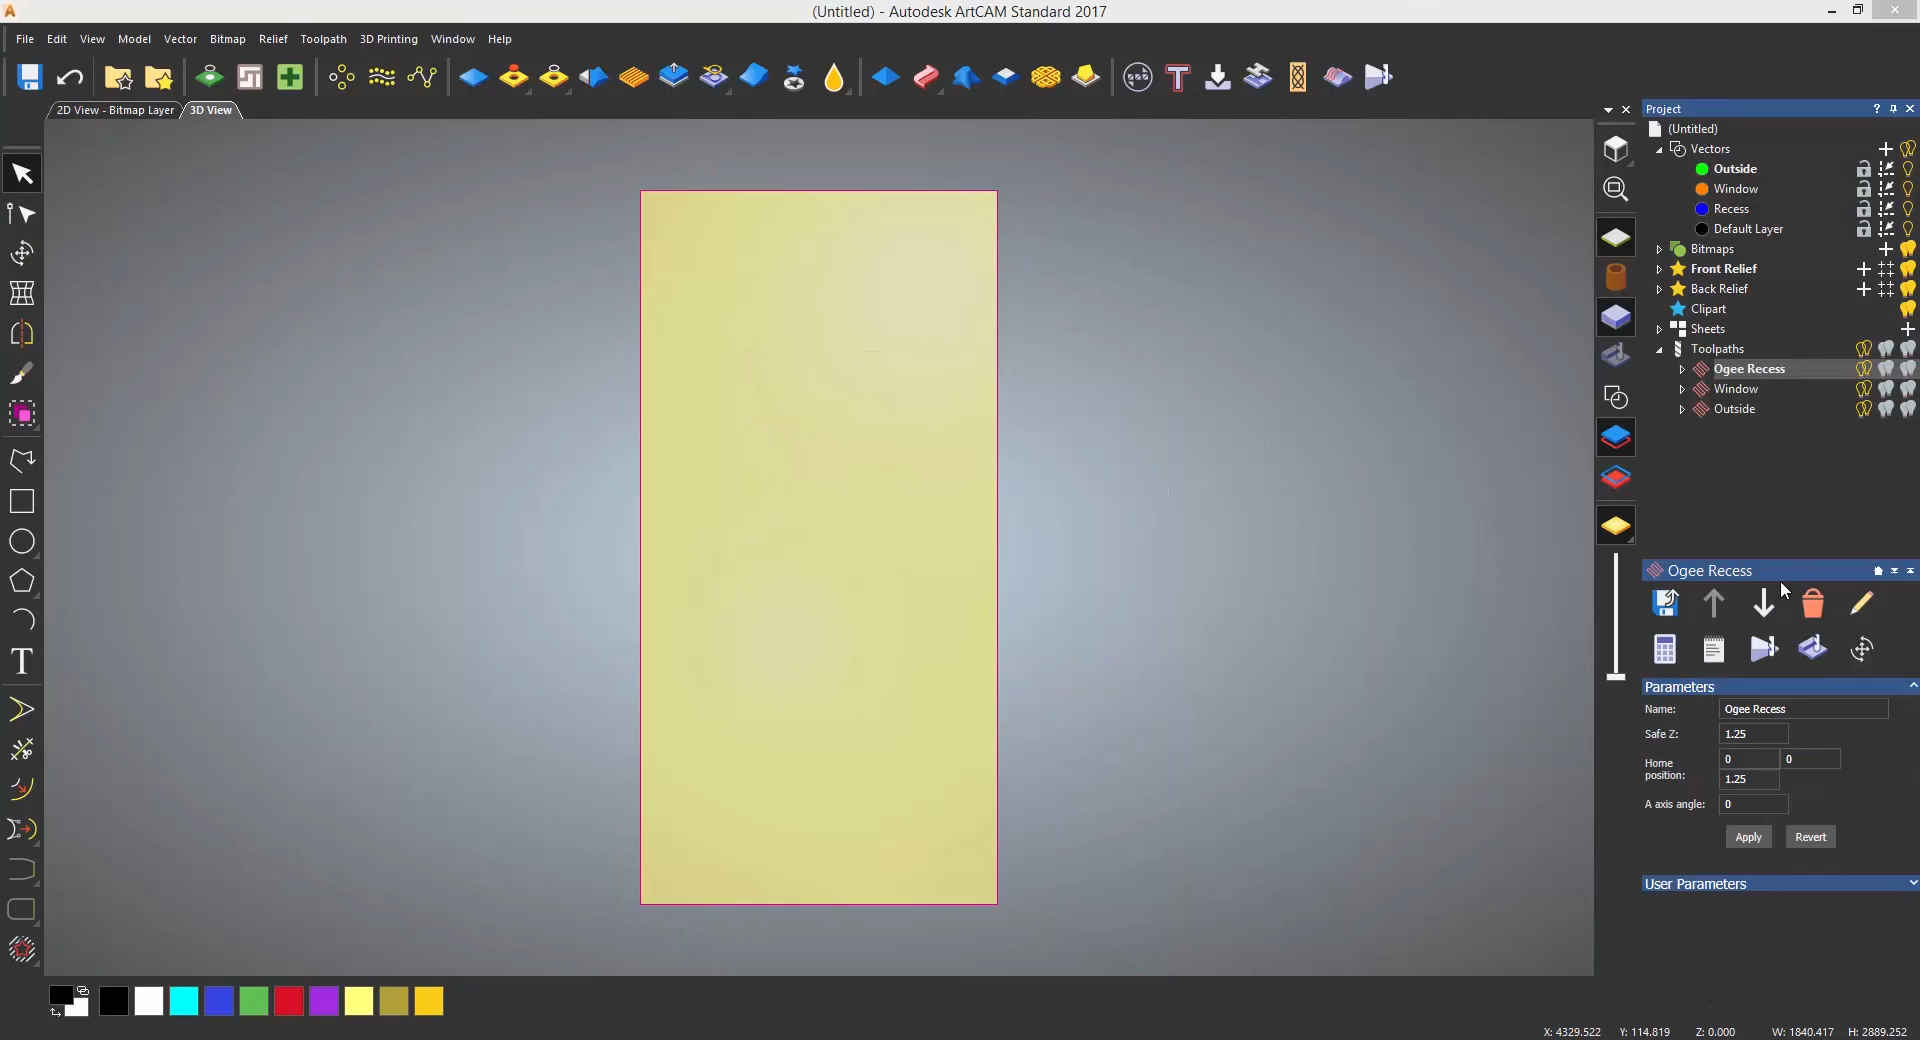 (Untitled) - Autodesk ArtCAM Standard 2017
File Edit View Model Vector Bitmap Relief Toolpath 3D Printing Window Help
2D View - Bitmap Layer 3D View
Project
(Untitled)
Vectors
Outside
Window
Recess
Default Layer
Bitmaps
Front Relief
Back Relief
Clipart
Sheets
Toolpaths
Ogee Recess
Window
Outside
Ogee Recess
Parameters
Name: Ogee Recess
Safe Z: 1.25
Home position: 0 0
1.25
A axis angle: 0
Apply Revert
User Parameters
X: 4329.522 Y: 114.819 Z: 0.000 W: 1840.417 H: 2889.252